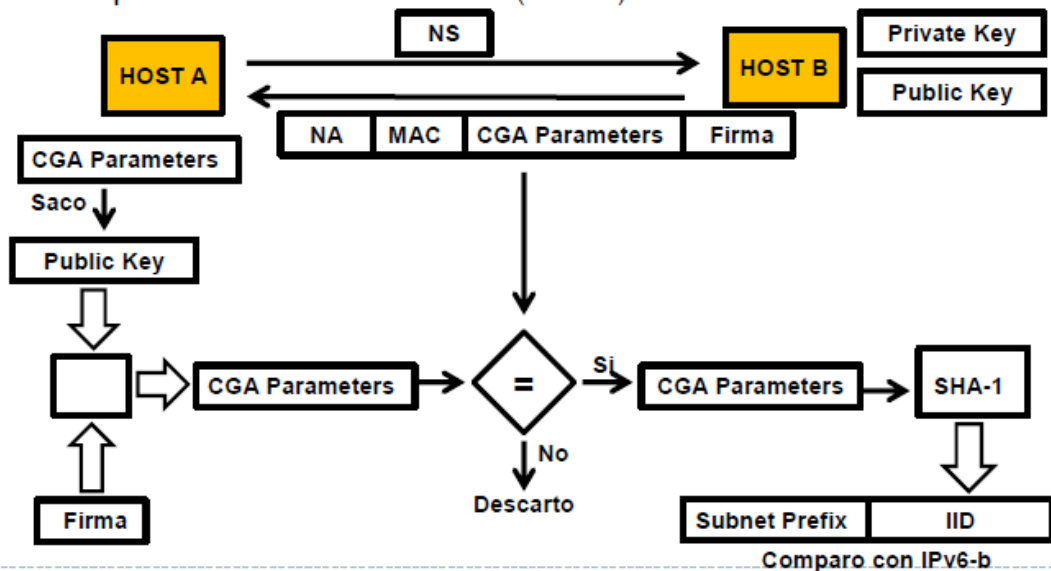 NS
HOST A
HOST B
Private Key
Public Key
NA MAC CGA Parameters Firma
CGA Parameters
Saco
Public Key
CGA Parameters
=
Si
CGA Parameters
SHA-1
No
Descarto
Firma
Subnet Prefix IID
Comparo con IPv6-b